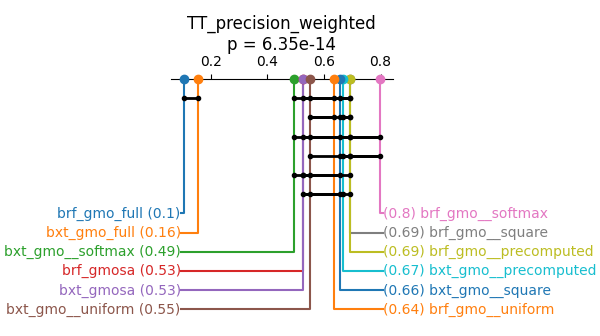 TT_precision_weighted
p = 6.35e-14
0.2 0.4 0.6 0.8
brf_gmo_full (0.1) (0.8) brf_gmo__softmax
bxt_gmo_full (0.16) (0.69) brf_gmo__square
bxt_gmo__softmax (0.49) (0.69) brf_gmo__precomputed
brf_gmosa (0.53) (0.67) bxt_gmo__precomputed
bxt_gmosa (0.53) (0.66) bxt_gmo__square
bxt_gmo__uniform (0.55) (0.64) brf_gmo__uniform